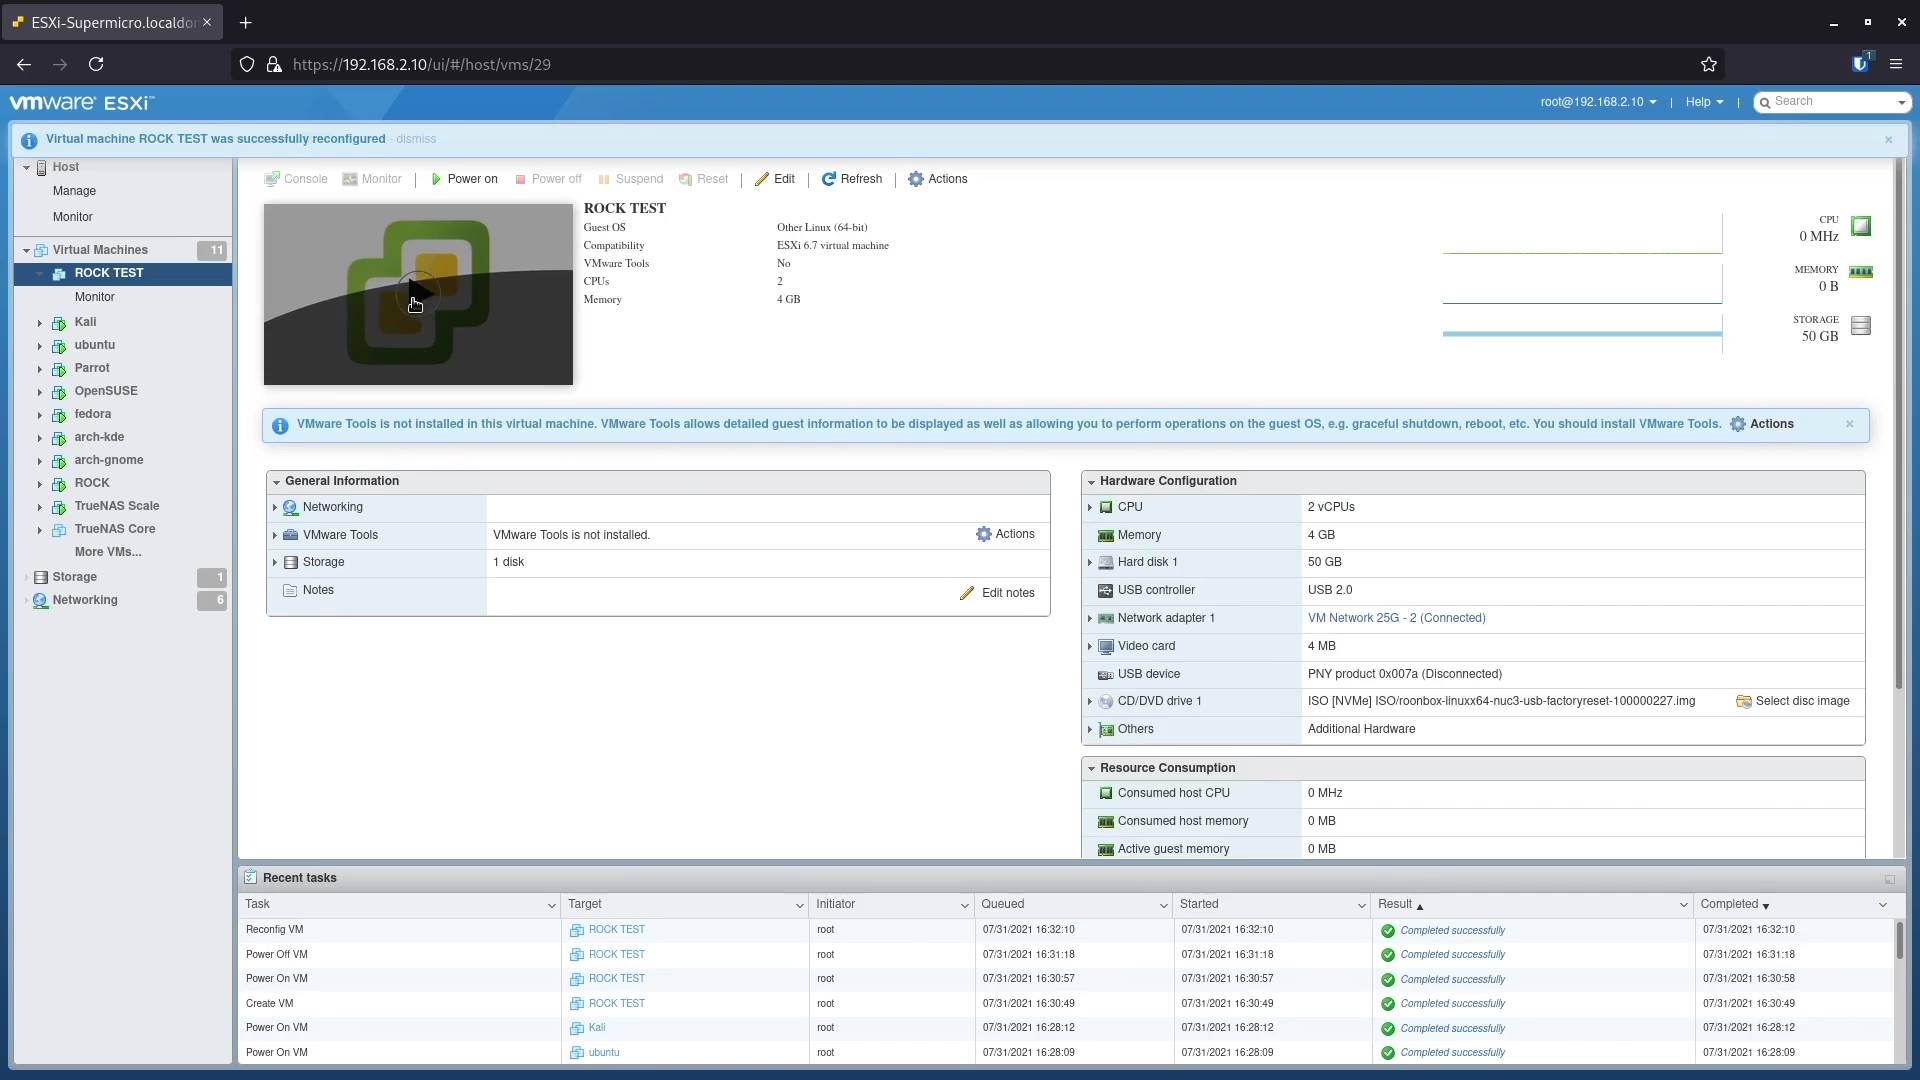 ESXi-Supermicro.localdo
https://192.168.2.10/ui/#/host/vms/29
1
vmware ESXi™
root@192.168.2.10 | Help | Search
Virtual machine ROCK TEST was successfully reconfigured - dismiss
Host
Manage
Monitor
Virtual Machines 11
ROCK TEST
Monitor
Kali
ubuntu
Parrot
OpenSUSE
fedora
arch-kde
arch-gnome
ROCK
TrueNAS Scale
TrueNAS Core
More VMs...
Storage 1
Networking 6
Console Monitor | Power on Power off Suspend Reset | Edit | Refresh | Actions
ROCK TEST
Guest OS Other Linux (64-bit)
Compatibility ESXi 6.7 virtual machine
VMware Tools No
CPUs 2
Memory 4 GB
CPU
0 MHz
MEMORY
0 B
STORAGE
50 GB
VMware Tools is not installed in this virtual machine. VMware Tools allows detailed guest information to be displayed as well as allowing you to perform operations on the guest OS, e.g. graceful shutdown, reboot, etc. You should install VMware Tools. Actions
General Information
Networking
VMware Tools VMware Tools is not installed. Actions
Storage 1 disk
Notes Edit notes
Hardware Configuration
CPU 2 vCPUs
Memory 4 GB
Hard disk 1 50 GB
USB controller USB 2.0
Network adapter 1 VM Network 25G - 2 (Connected)
Video card 4 MB
USB device PNY product 0x007a (Disconnected)
CD/DVD drive 1 ISO [NVMe] ISO/roonbox-linuxx64-nuc3-usb-factoryreset-100000227.img Select disc image
Others Additional Hardware
Resource Consumption
Consumed host CPU 0 MHz
Consumed host memory 0 MB
Active guest memory 0 MB
Recent tasks
Task Target Initiator Queued Started Result Completed
Reconfig VM ROCK TEST root 07/31/2021 16:32:10 07/31/2021 16:32:10 Completed successfully 07/31/2021 16:32:10
Power Off VM ROCK TEST root 07/31/2021 16:31:18 07/31/2021 16:31:18 Completed successfully 07/31/2021 16:31:18
Power On VM ROCK TEST root 07/31/2021 16:30:57 07/31/2021 16:30:57 Completed successfully 07/31/2021 16:30:58
Create VM ROCK TEST root 07/31/2021 16:30:49 07/31/2021 16:30:49 Completed successfully 07/31/2021 16:30:49
Power On VM Kali root 07/31/2021 16:28:12 07/31/2021 16:28:12 Completed successfully 07/31/2021 16:28:12
Power On VM ubuntu root 07/31/2021 16:28:09 07/31/2021 16:28:09 Completed successfully 07/31/2021 16:28:09